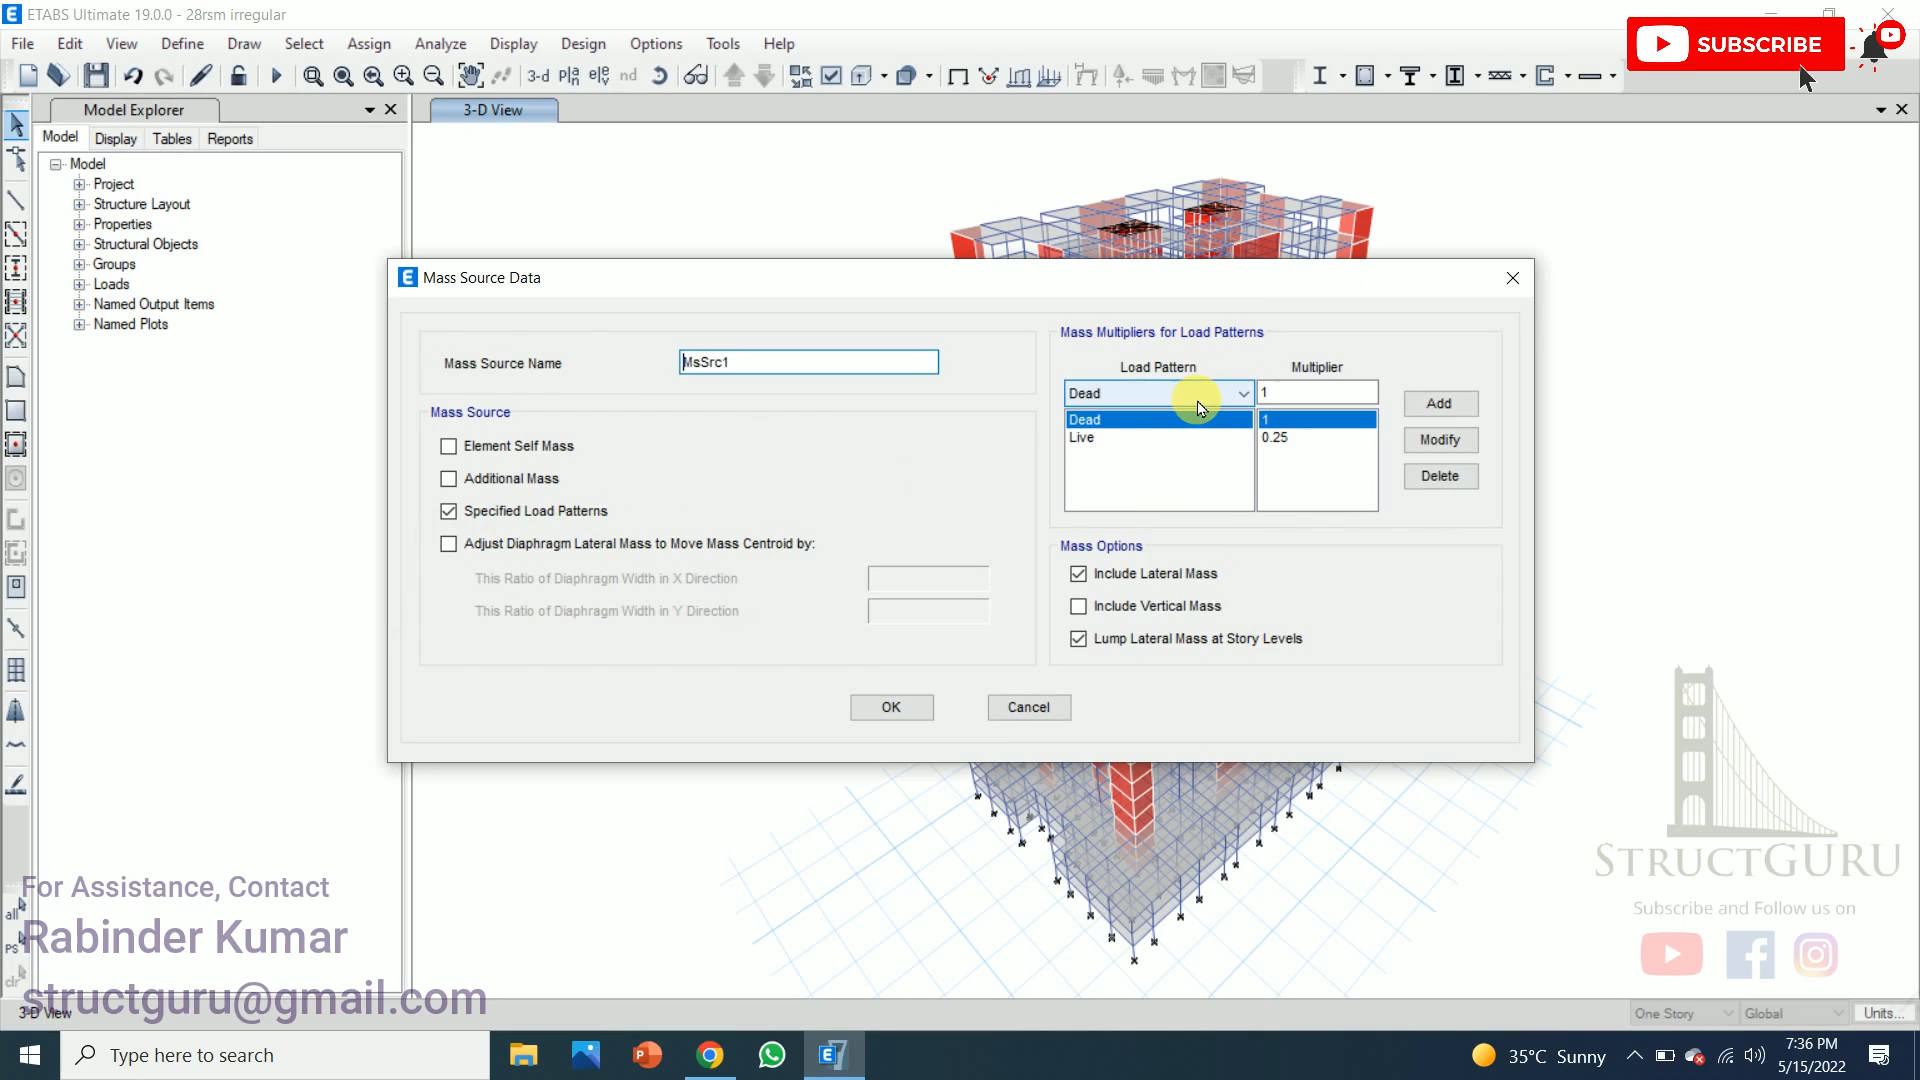 ETABS Ultimate 19.0.0 - 28rsm irregular
File Edit View Define Draw Select Assign Analyze Display Design Options Tools Help
SUBSCRIBE
3-d nd
Model Explorer
3-D View
Model Display Tables Reports
Model
Project
Structure Layout
Properties
Structural Objects
Groups
Loads
Named Output Items
Named Plots
Mass Source Data
Mass Source Name MsSrc1
Mass Source
Element Self Mass
Additional Mass
Specified Load Patterns
Adjust Diaphragm Lateral Mass to Move Mass Centroid by:
This Ratio of Diaphragm Width in X Direction
This Ratio of Diaphragm Width in Y Direction
Mass Multipliers for Load Patterns
Load Pattern Multiplier
Dead 1 Add
Dead 1
Live 0.25 Modify
Delete
Mass Options
Include Lateral Mass
Include Vertical Mass
Lump Lateral Mass at Story Levels
OK Cancel
STRUCTGURU
Subscribe and Follow us on
For Assistance, Contact
all
Rabinder Kumar
PS
clr
structguru@gmail.com
3-D View
One Story Global Units...
Type here to search
35°C Sunny
7:36 PM
5/15/2022